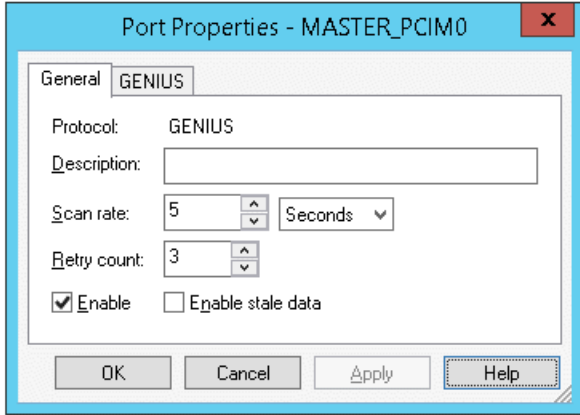 Port Properties - MASTER_PCIM0
x
General GENIUS
Protocol: GENIUS
Description:
Scan rate: 5 Seconds
Retry count: 3
Enable Enable stale data
OK Cancel Apply Help